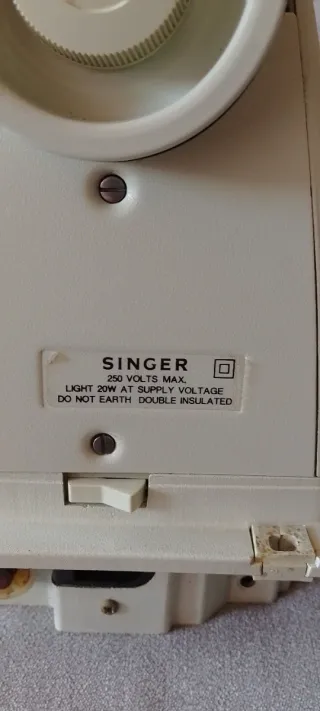 SINGER
250 VOLTS MAX.
LIGHT 20W AT SUPPLY VOLTAGE
DO NOT EARTH DOUBLE INSULATED